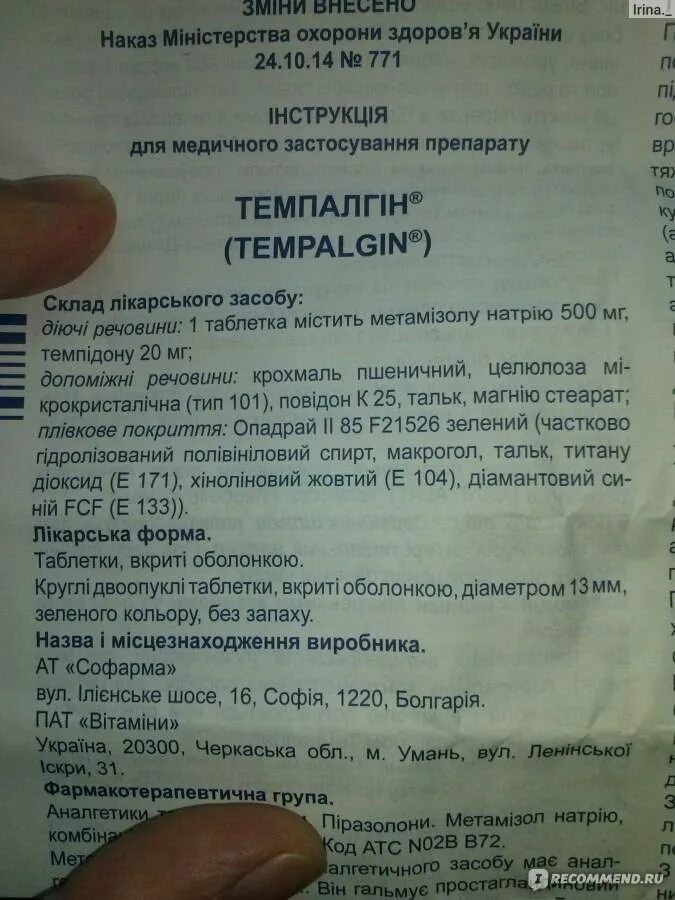 Irina._
ЗМІНИ ВНЕСЕНО
Наказ Міністерства охорони здоров’я України
24.10.14 № 771
ІНСТРУКЦІЯ
для медичного застосування препарату
ТЕМПАЛГІН®
(TEMPALGIN®)
Склад лікарського засобу:
діючі речовини: 1 таблетка містить метамізолу натрію 500 мг,
темпідону 20 мг;
допоміжні речовини: крохмаль пшеничний, целюлоза мі-
крокристалічна (тип 101), повідон К 25, тальк, магнію стеарат;
плівкове покриття: Опадрай II 85 F21526 зелений (частково
гідролізований полівініловий спирт, макрогол, тальк, титану
діоксид (Е 171), хіноліновий жовтий (Е 104), діамантовий си-
ній FCF (Е 133)).
Лікарська форма.
Таблетки, вкриті оболонкою.
Круглі двоопуклі таблетки, вкриті оболонкою, діаметром 13 мм,
зеленого кольору, без запаху.
Назва і місцезнаходження виробника.
АТ «Софарма»
вул. Ілієнське шосе, 16, Софія, 1220, Болгарія.
ПАТ «Вітаміни»
Україна, 20300, Черкаська обл., м. Умань, вул. Ленінської
Іскри, 31.
Фармакотерапевтична група.
Аналгетики Піразолони. Метамізол натрію,
Код АТС N02B B72.
засобу має анал-
Він гальмує
RECOMMEND.RU